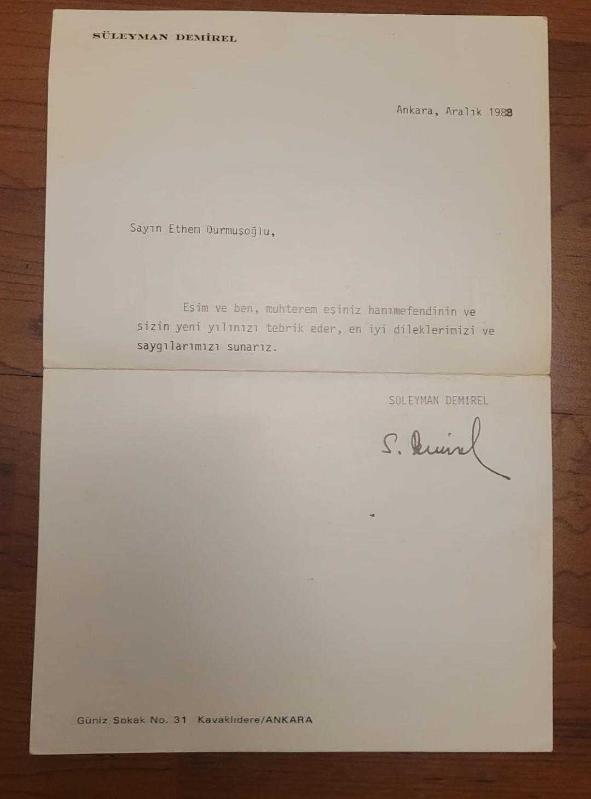 SÜLEYMAN DEMİREL
Ankara, Aralık
Sayın Ethem Durmuşoğlu,
Eşim ve ben, muhterem eşiniz hanımefendinin ve
sizin yeni yılınızı tebrik eder, en iyi dileklerimizi ve
saygılarımızı sunarız.
SÜLEYMAN DEMİREL
S. Demirel
Güniz Sokak No. 31 Kavaklıdere/ANKARA